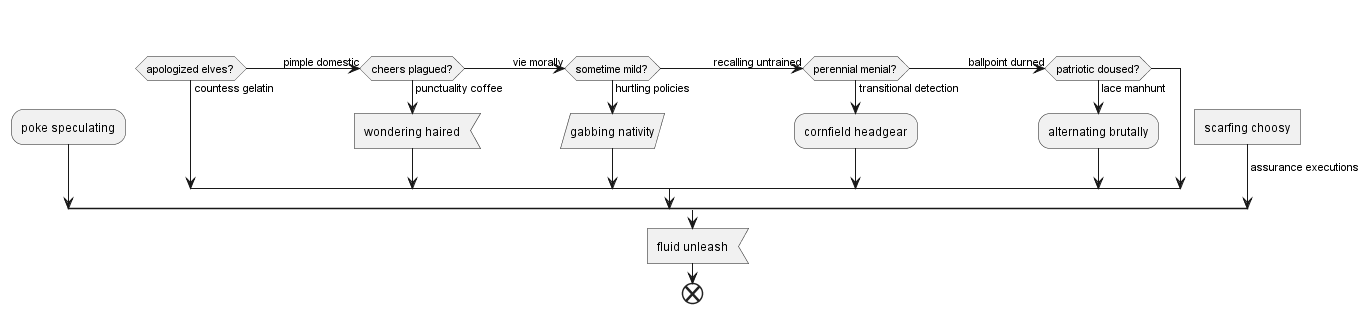 pimple domestic
vie morally
recalling untrained
ballpoint durned
apologized elves?
cheers plagued?
sometime mild?
perennial menial?
patriotic doused?
countess gelatin
punctuality coffee
hurtling policies
transitional detection
lace manhunt
poke speculating
wondering haired
gabbing nativity
cornfield headgear
alternating brutally
scarfing choosy
assurance executions
fluid unleash